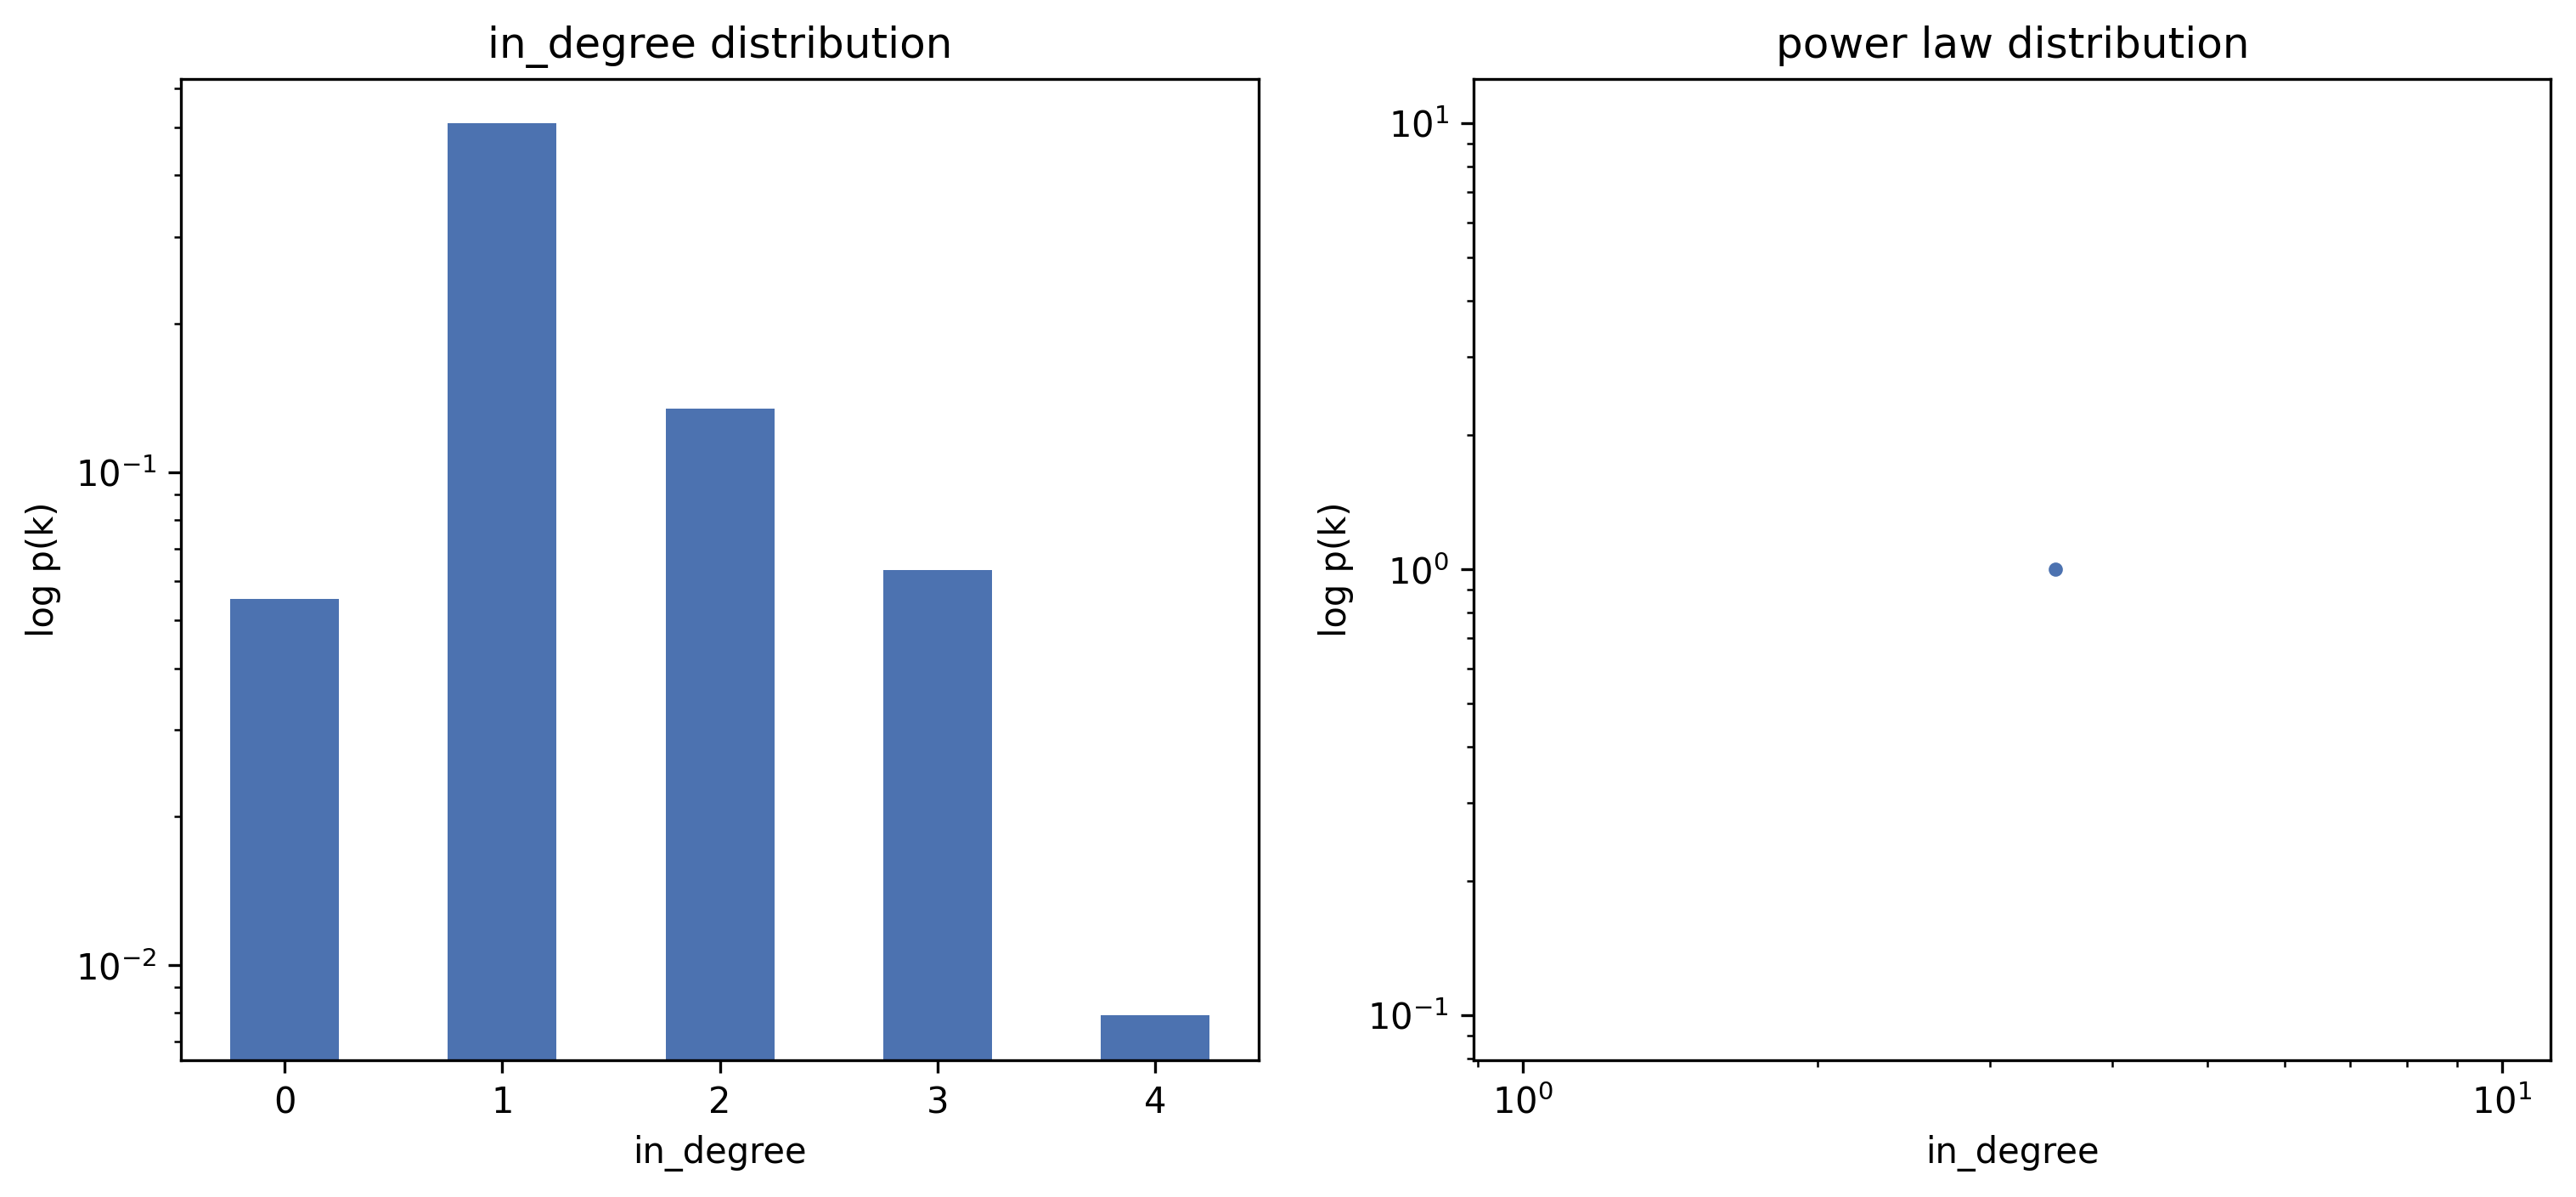 in_degree distribution
log p(k)
10⁻¹
10⁻²
0 1 2 3 4
in_degree
power law distribution
log p(k)
10¹
10⁰
10⁻¹
10⁰ 10¹
in_degree